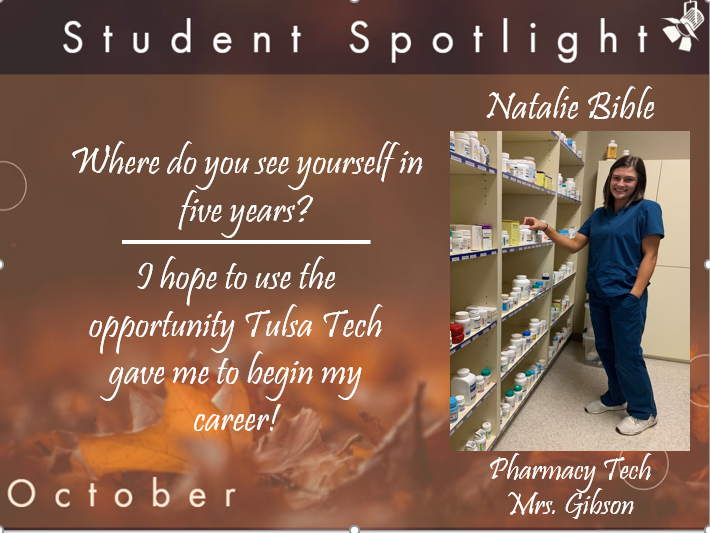 Student Spotlight
Natalie Bible
Where do you see yourself in
five years?
I hope to use the
opportunity Tulsa Tech
gave me to begin my
career!
October
Pharmacy Tech
Mrs. Gibson